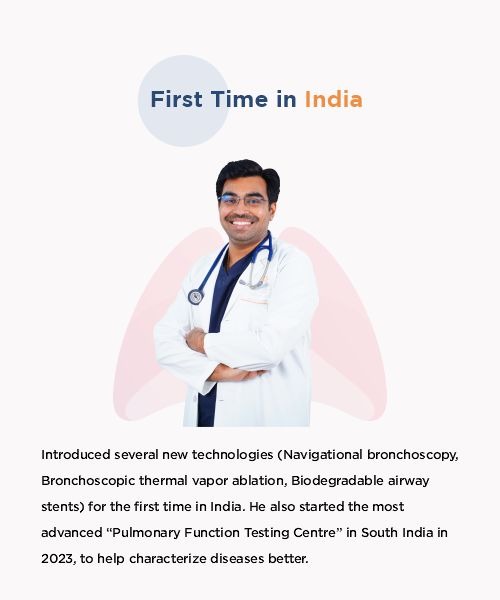 First Time in India
Introduced several new technologies (Navigational bronchoscopy,
Bronchoscopic thermal vapor ablation, Biodegradable airway
stents) for the first time in India. He also started the most
advanced “Pulmonary Function Testing Centre” in South India in
2023, to help characterize diseases better.